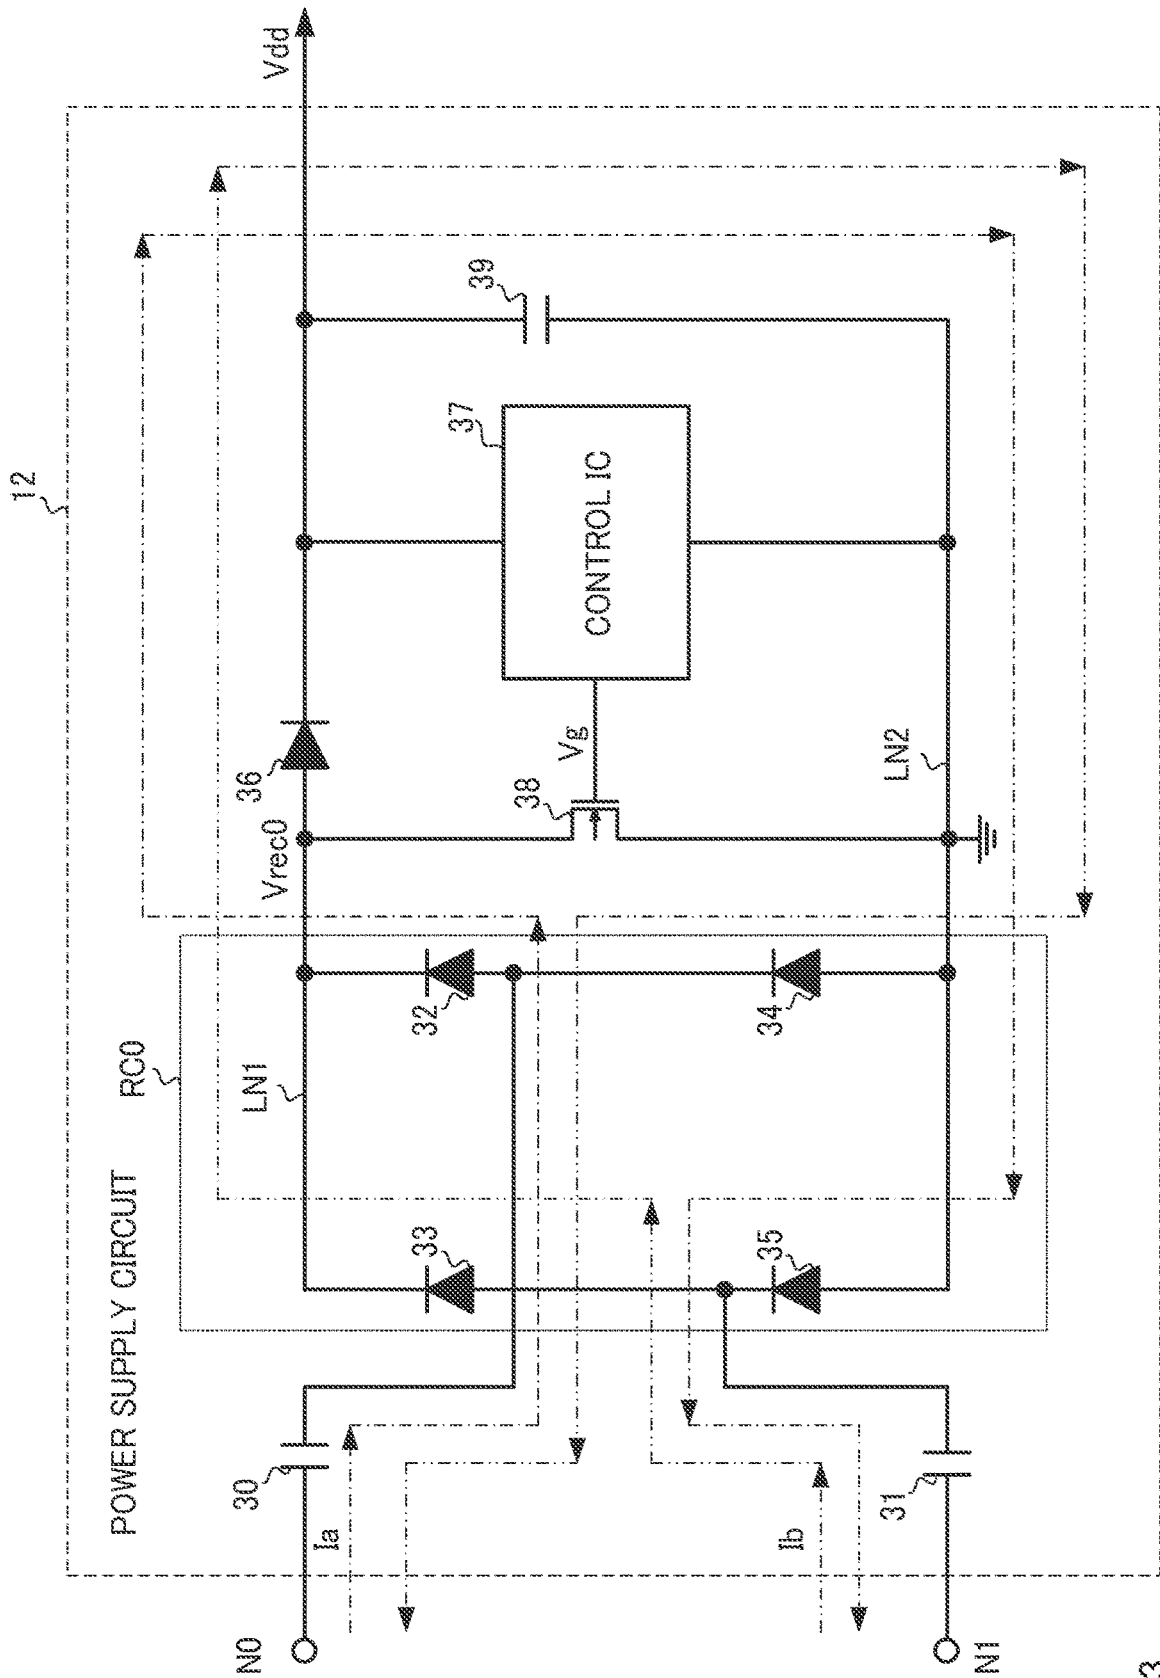 12
POWER SUPPLY CIRCUIT
RC0
Vdd
N0
30
Ia
LN1
Vrec0
36
33
32
38
Vg
37
CONTROL IC
39
Ib
35
34
LN2
31
N1
3